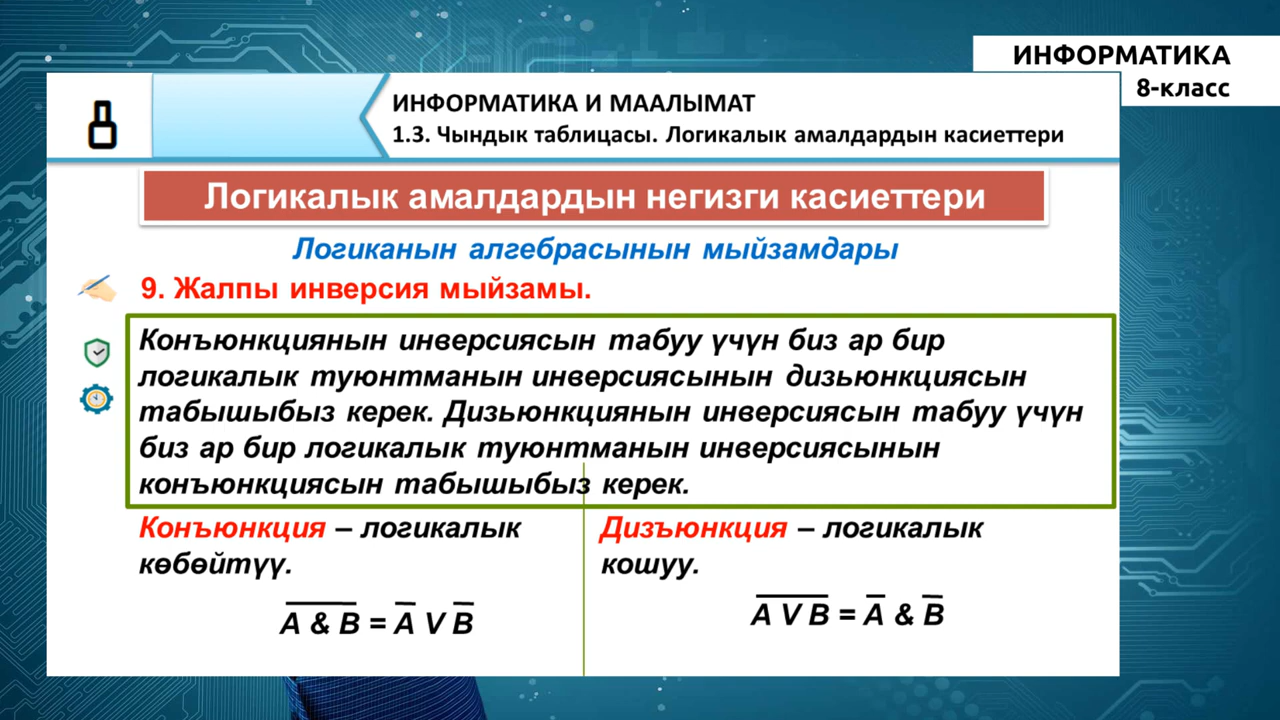 ИНФОРМАТИКА
8-класс
8
ИНФОРМАТИКА И МААЛЫМАТ
1.3. Чындык таблицасы. Логикалык амалдардын касиеттери
Логикалык амалдардын негизги касиеттери
Логиканын алгебрасынын мыйзамдары
9. Жалпы инверсия мыйзамы.
Конъюнкциянын инверсиясын табуу үчүн биз ар бир
логикалык туюнтманын инверсиясынын дизьюнкциясын
табышыбыз керек. Дизьюнкциянын инверсиясын табуу үчүн
биз ар бир логикалык туюнтманын инверсиясынын
конъюнкциясын табышыбыз керек.
Конъюнкция – логикалык
көбөйтүү.
A̅ ̅&̅ ̅B̅ = A̅ V B̅
Дизъюнкция – логикалык
кошуу.
A̅ ̅V̅ ̅B̅ = A̅ & B̅